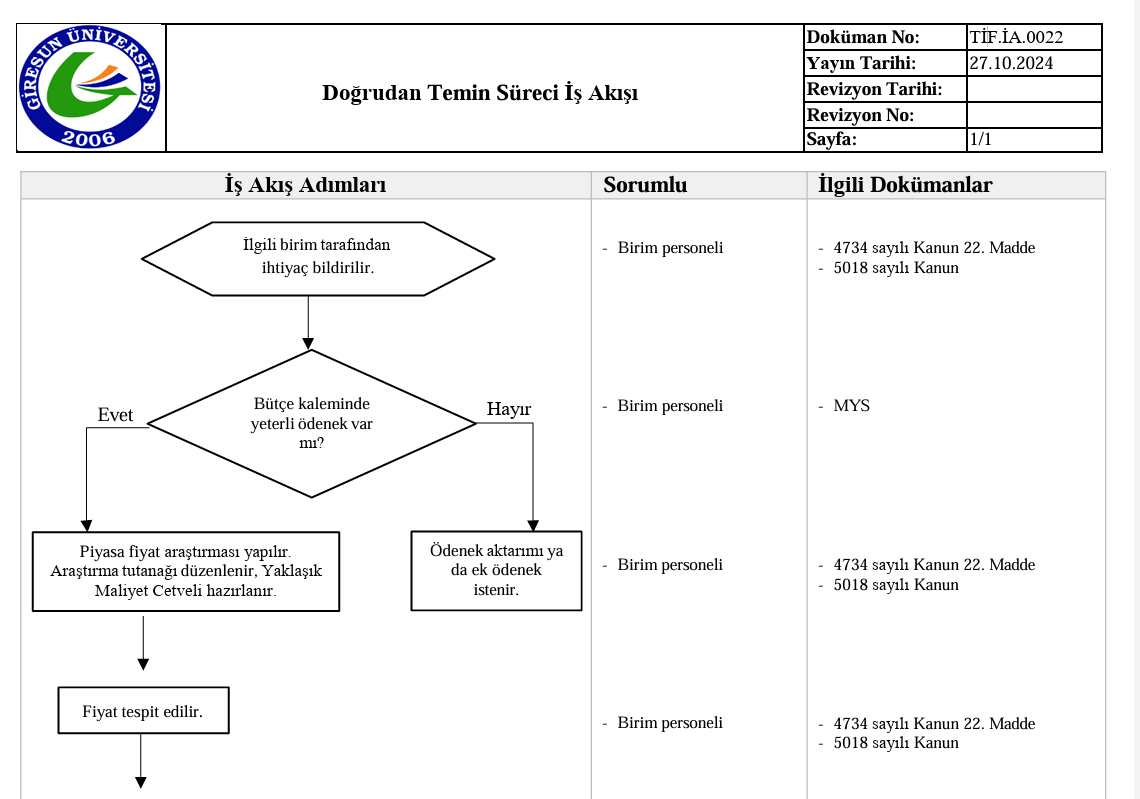 GİRESUN ÜNİVERSİTESİ
2006
Doğrudan Temin Süreci İş Akışı
Doküman No: TİF.İA.0022
Yayın Tarihi: 27.10.2024
Revizyon Tarihi:
Revizyon No:
Sayfa: 1/1
İş Akış Adımları Sorumlu İlgili Dokümanlar
İlgili birim tarafından
ihtiyaç bildirilir.
- Birim personeli
- 4734 sayılı Kanun 22. Madde
- 5018 sayılı Kanun
Bütçe kaleminde
yeterli ödenek var
mı?
Evet
Hayır
- Birim personeli
- MYS
Piyasa fiyat araştırması yapılır.
Araştırma tutanağı düzenlenir, Yaklaşık
Maliyet Cetveli hazırlanır.
Ödenek aktarımı ya
da ek ödenek
istenir.
- Birim personeli
- 4734 sayılı Kanun 22. Madde
- 5018 sayılı Kanun
Fiyat tespit edilir.
- Birim personeli
- 4734 sayılı Kanun 22. Madde
- 5018 sayılı Kanun